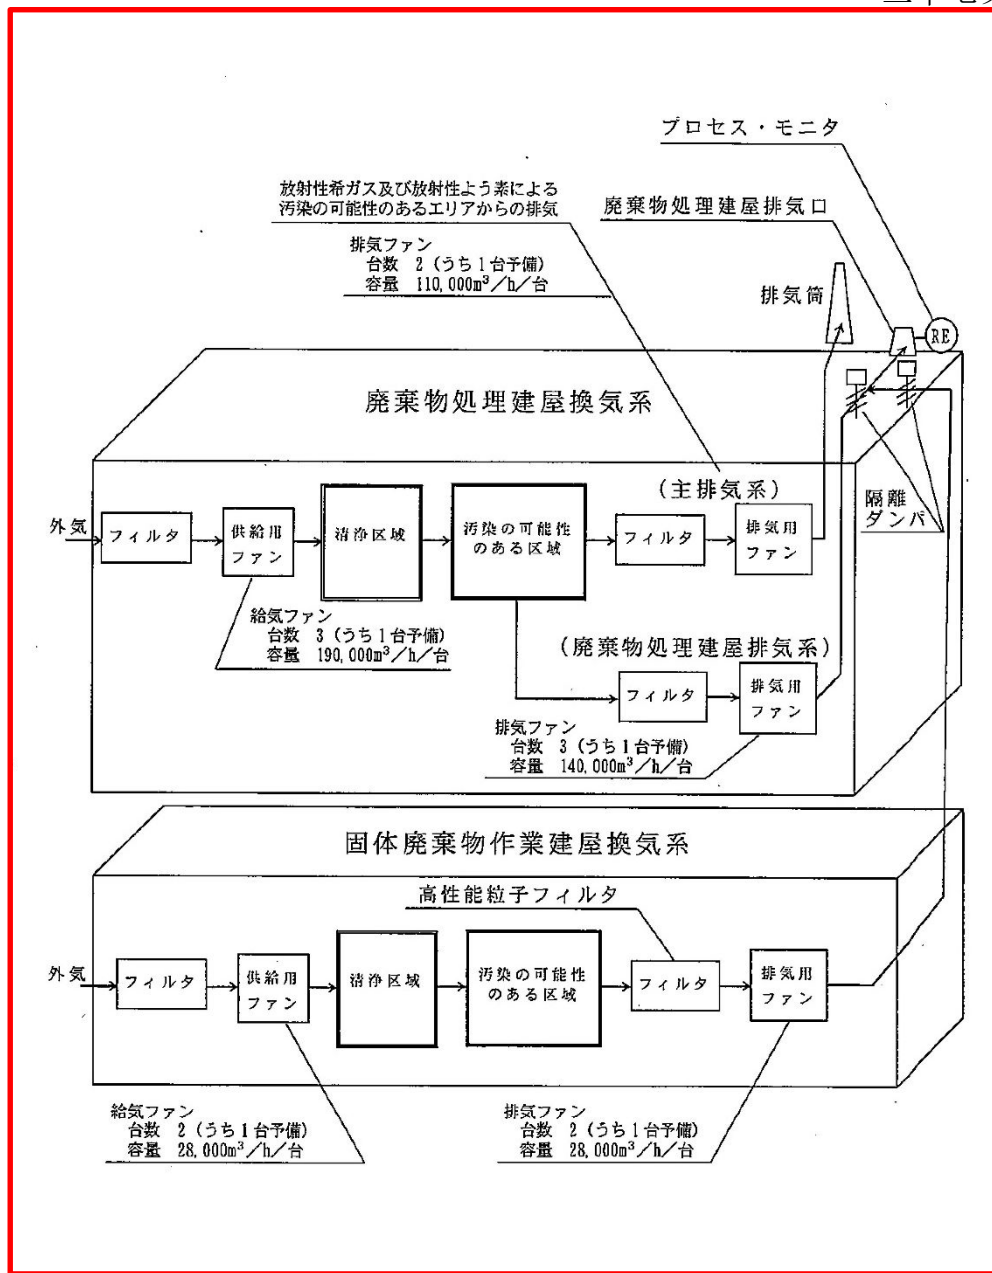 プロセス・モニタ
放射性希ガス及び放射性よう素による
汚染の可能性のあるエリアからの排気
廃棄物処理建屋排気口
排気ファン
台数 2 (うち1台予備)
容量 110,000m³/h/台
排気筒
RE
廃棄物処理建屋換気系
隔離
ダンパ
(主排気系)
外気
フィルタ
供給用
ファン
清浄区域
汚染の可能性
のある区域
フィルタ
排気用
ファン
給気ファン
台数 3 (うち1台予備)
容量 190,000m³/h/台
(廃棄物処理建屋排気系)
フィルタ
排気用
ファン
排気ファン
台数 3 (うち1台予備)
容量 140,000m³/h/台
固体廃棄物作業建屋換気系
高性能粒子フィルタ
外気
フィルタ
供給用
ファン
清浄区域
汚染の可能性
のある区域
フィルタ
排気用
ファン
給気ファン
台数 2 (うち1台予備)
容量 28,000m³/h/台
排気ファン
台数 2 (うち1台予備)
容量 28,000m³/h/台